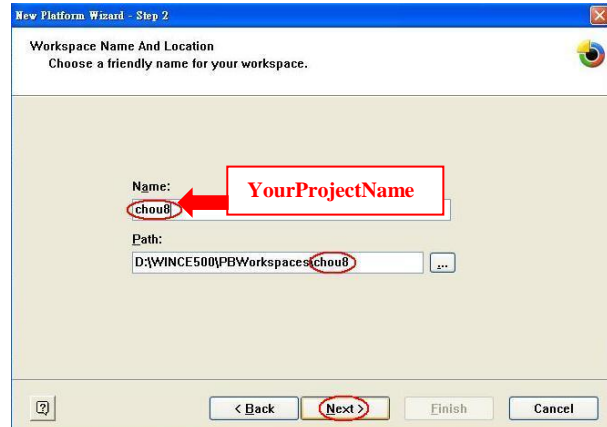 New Platform Wizard - Step 2
Workspace Name And Location
Choose a friendly name for your workspace.
Name:
YourProjectName
chou8
Path:
D:\WINCE500\PBWorkspaces\chou8
...
< Back
Next >
Finish
Cancel